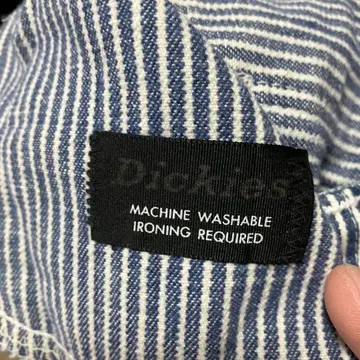 Dickies
MACHINE WASHABLE
IRONING REQUIRED